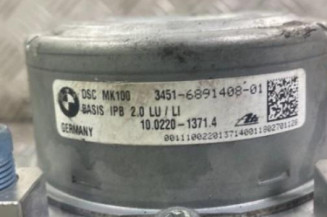 DSC MK100 3451-6891408-01
BASIS IPB 2.0 LU / LI
GERMANY 10.0220-1371.4